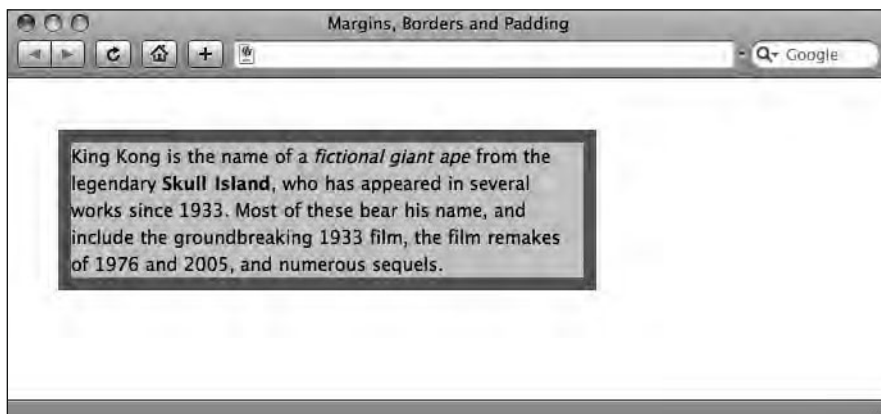 Margins, Borders and Padding
Google
King Kong is the name of a fictional giant ape from the
legendary Skull Island, who has appeared in several
works since 1933. Most of these bear his name, and
include the groundbreaking 1933 film, the film remakes
of 1976 and 2005, and numerous sequels.